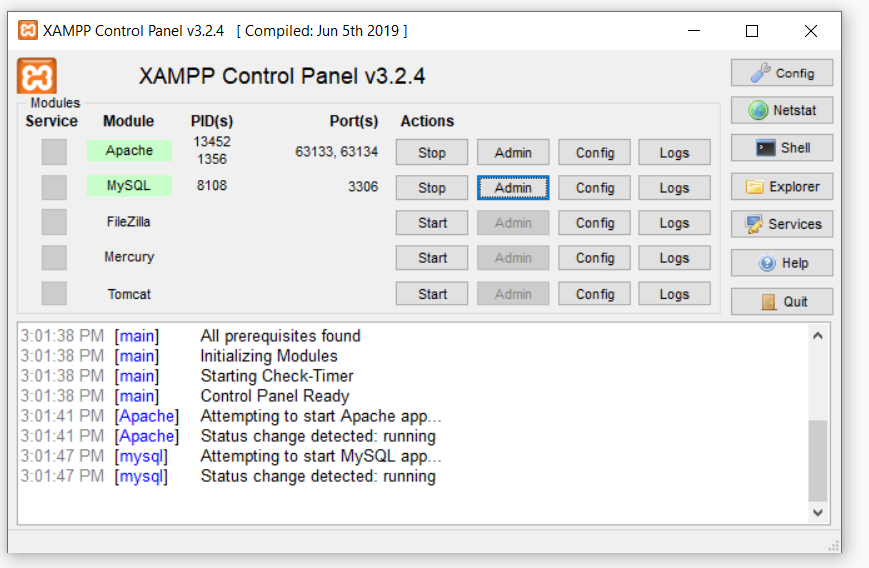 XAMPP Control Panel v3.2.4 [ Compiled: Jun 5th 2019 ]
XAMPP Control Panel v3.2.4
Config
Modules
Service Module PID(s) Port(s) Actions
Netstat
Apache 13452 1356 63133, 63134 Stop Admin Config Logs
Shell
MySQL 8108 3306 Stop Admin Config Logs
Explorer
FileZilla Start Admin Config Logs
Services
Mercury Start Admin Config Logs
Help
Tomcat Start Admin Config Logs
Quit
3:01:38 PM [main] All prerequisites found
3:01:38 PM [main] Initializing Modules
3:01:38 PM [main] Starting Check-Timer
3:01:38 PM [main] Control Panel Ready
3:01:41 PM [Apache] Attempting to start Apache app...
3:01:41 PM [Apache] Status change detected: running
3:01:47 PM [mysql] Attempting to start MySQL app...
3:01:47 PM [mysql] Status change detected: running